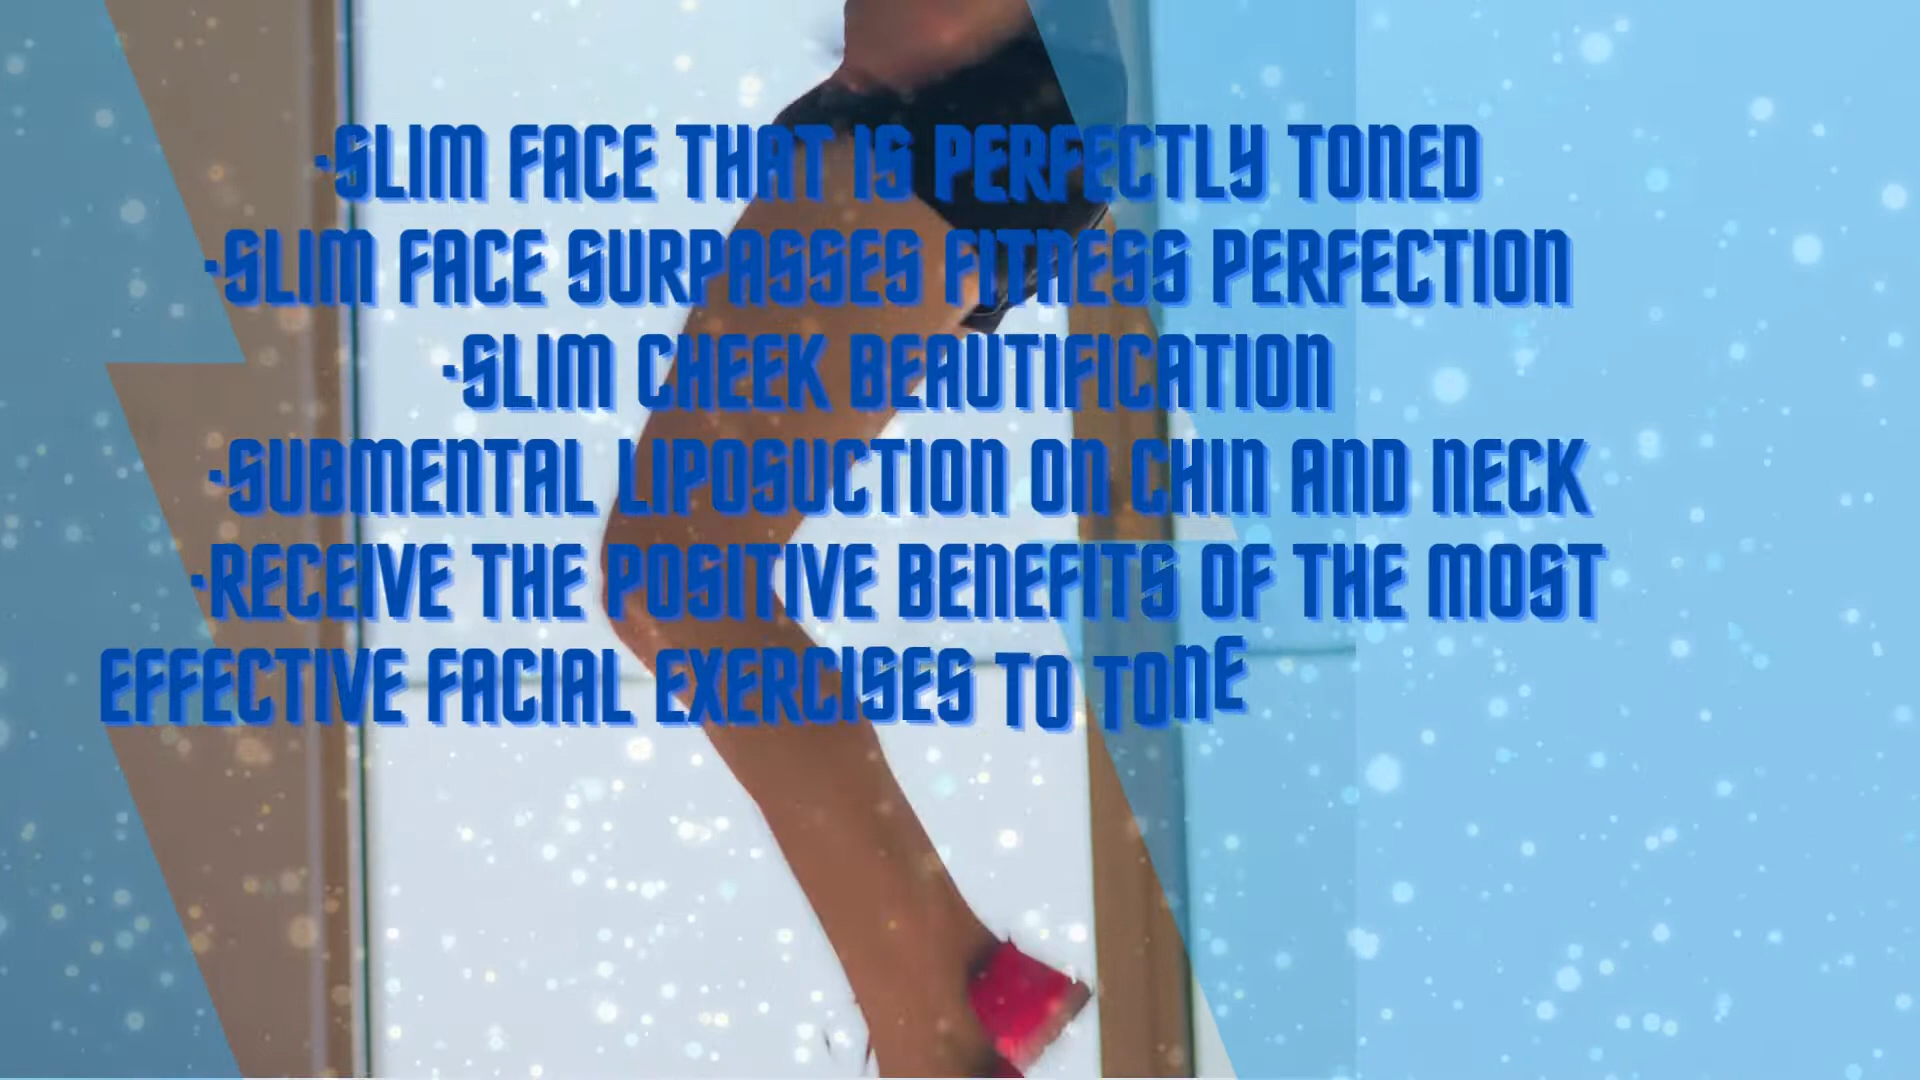 ·SLIM FACE THAT IS PERFECTLY TONED
·SLIM FACE SURPASSES FITNESS PERFECTION
·SLIM CHEEK BEAUTIFICATION
·SUBMENTAL LIPOSUCTION ON CHIN AND NECK
·RECEIVE THE POSITIVE BENEFITS OF THE MOST
EFFECTIVE FACIAL EXERCISES TO TONE